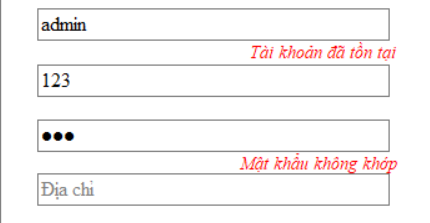 admin
Tài khoản đã tồn tại
123
●●●
Mật khẩu không khớp
Địa chỉ